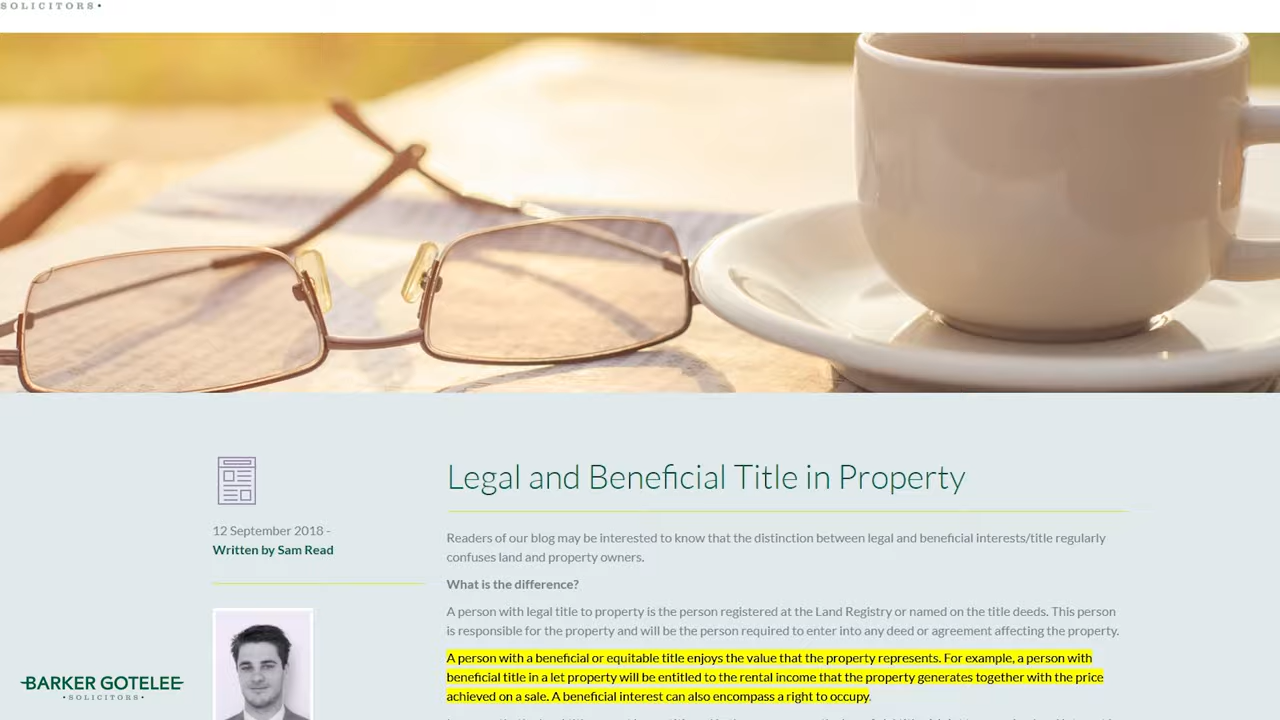 SOLICITORS•
Legal and Beneficial Title in Property
12 September 2018 -
Written by Sam Read
Readers of our blog may be interested to know that the distinction between legal and beneficial interests/title regularly
confuses land and property owners.
What is the difference?
A person with legal title to property is the person registered at the Land Registry or named on the title deeds. This person
is responsible for the property and will be the person required to enter into any deed or agreement affecting the property.
A person with a beneficial or equitable title enjoys the value that the property represents. For example, a person with
beneficial title in a let property will be entitled to the rental income that the property generates together with the price
achieved on a sale. A beneficial interest can also encompass a right to occupy.
BARKER GOTELEE
•SOLICITORS•